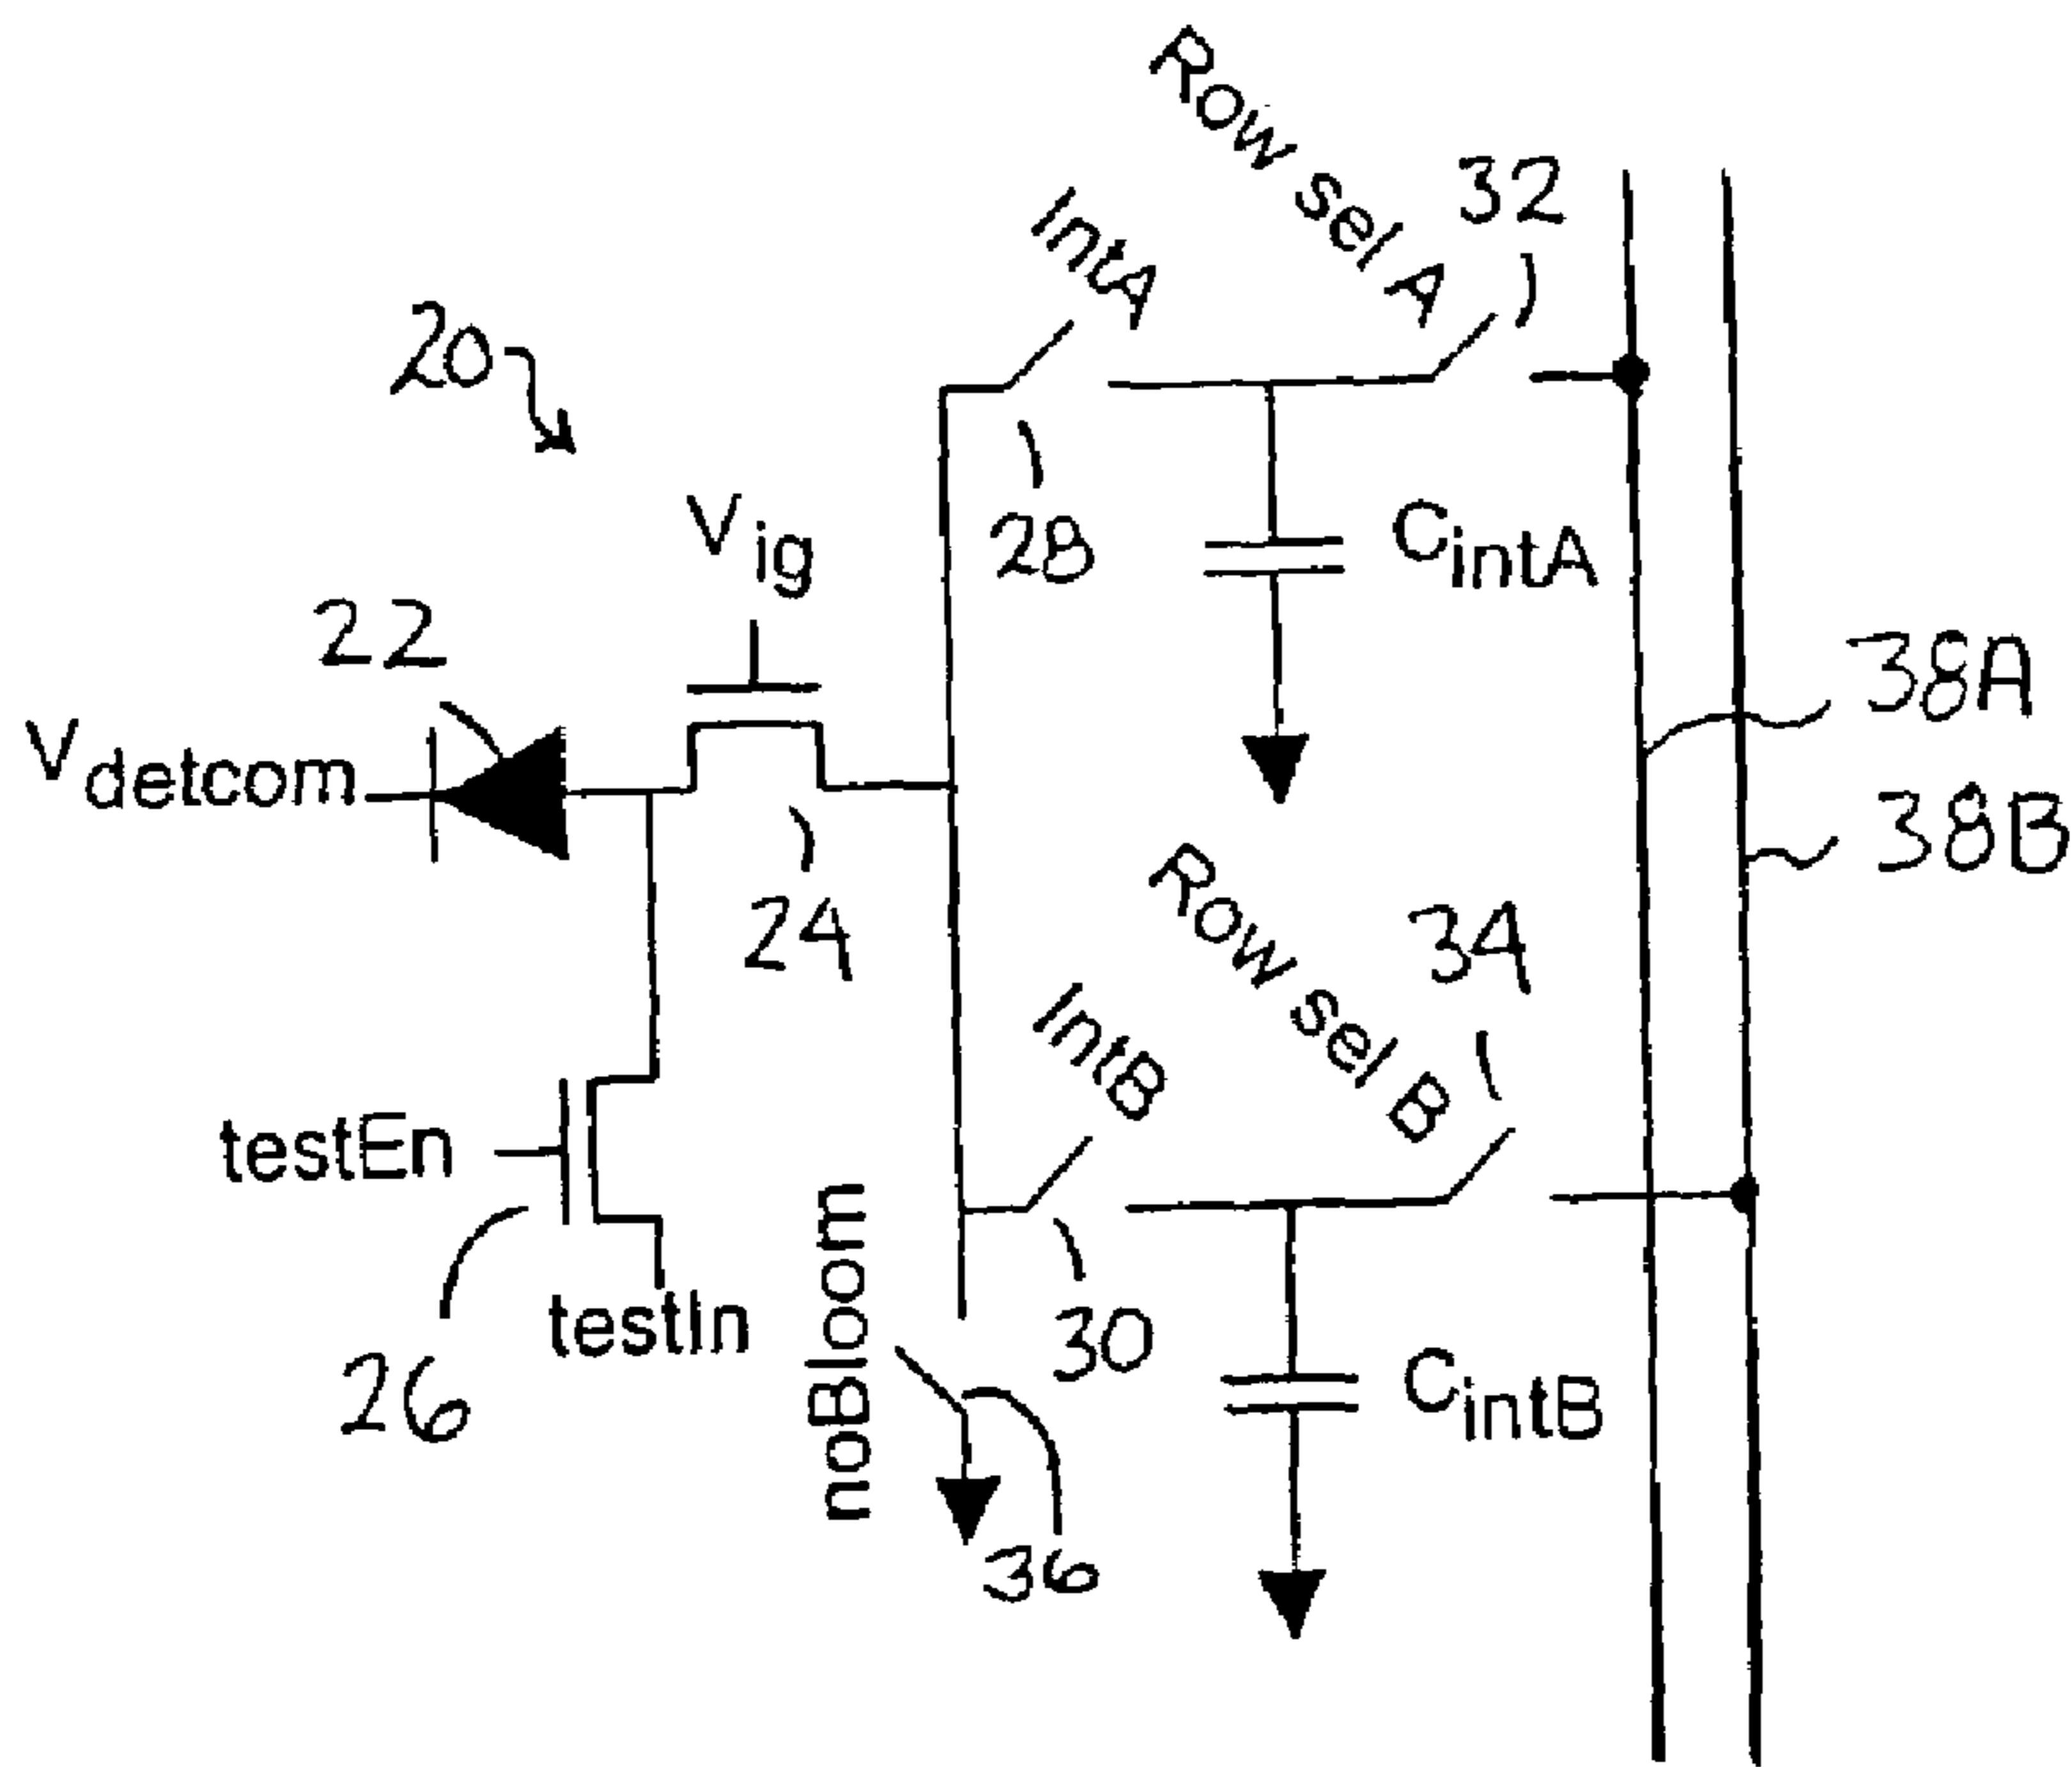 Row sel A
32
IntA
20
Vig
28
CintA
22
38A
Vdetcom
38B
24
Row sel B
34
IntB
testEn
noBloom
testIn
30
CintB
26
36